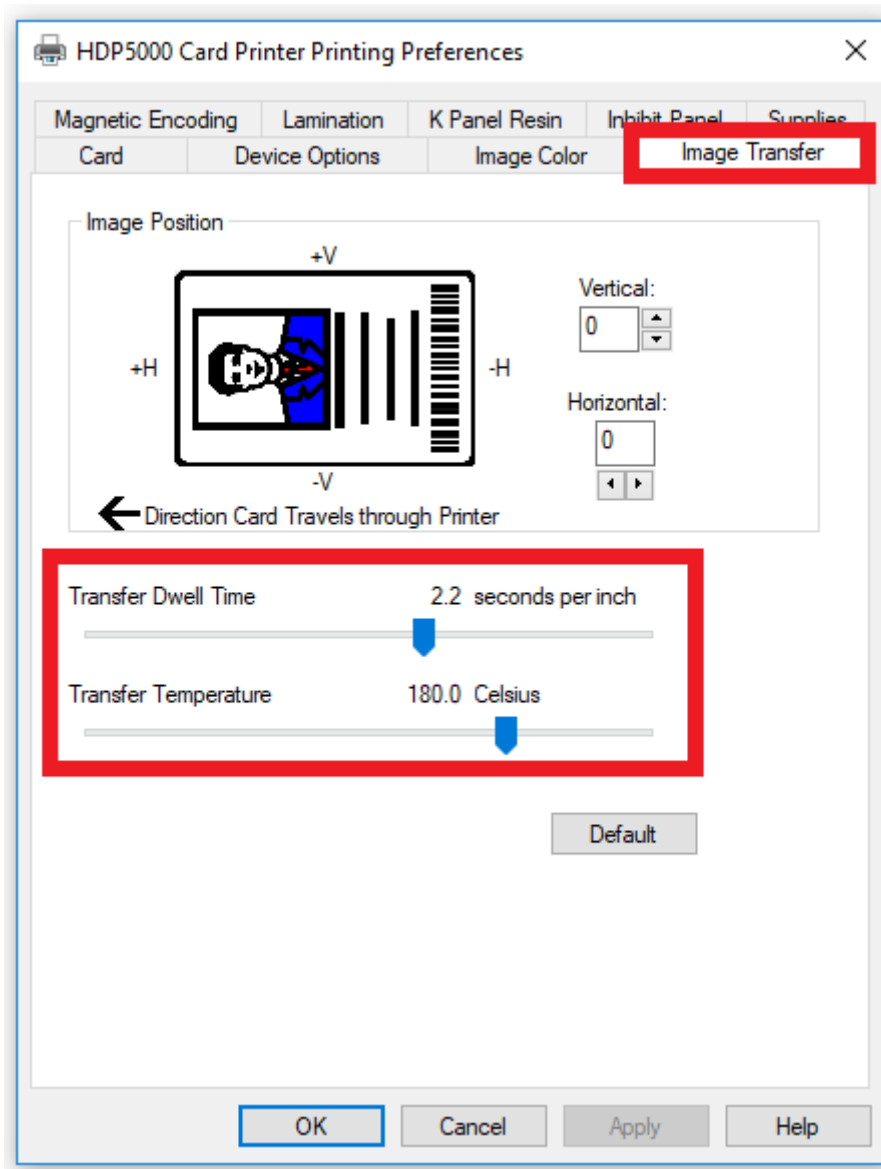 HDP5000 Card Printer Printing Preferences
Magnetic Encoding Lamination K Panel Resin Inhibit Panel Supplies
Card Device Options Image Color Image Transfer
Image Position
+V
Vertical:
0
+H
-H
Horizontal:
0
-V
Direction Card Travels through Printer
Transfer Dwell Time 2.2 seconds per inch
Transfer Temperature 180.0 Celsius
Default
OK Cancel Apply Help